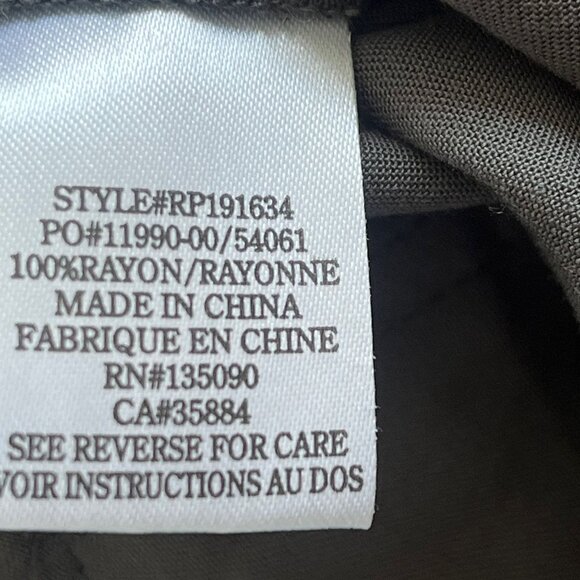 STYLE#RP191634
PO#11990-00/54061
100%RAYON/RAYONNE
MADE IN CHINA
FABRIQUE EN CHINE
RN#135090
CA#35884
SEE REVERSE FOR CARE
VOIR INSTRUCTIONS AU DOS